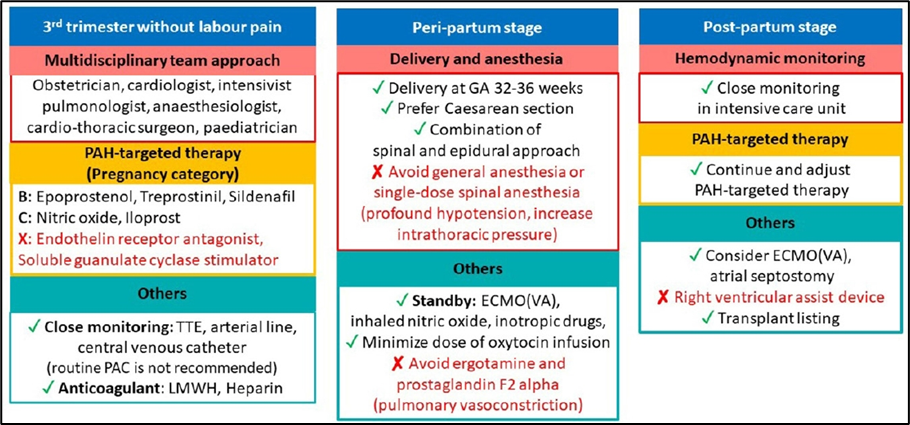 3rd trimester without labour pain
Multidisciplinary team approach
Obstetrician, cardiologist, intensivist
pulmonologist, anaesthesiologist,
cardio-thoracic surgeon, paediatrician
PAH-targeted therapy
(Pregnancy category)
B: Epoprostenol, Treprostinil, Sildenafil
C: Nitric oxide, Iloprost
X: Endothelin receptor antagonist,
Soluble guanulate cyclase stimulator
Others
✓ Close monitoring: TTE, arterial line,
central venous catheter
(routine PAC is not recommended)
✓ Anticoagulant: LMWH, Heparin
Peri-partum stage
Delivery and anesthesia
✓ Delivery at GA 32-36 weeks
✓ Prefer Caesarean section
✓ Combination of
spinal and epidural approach
✗ Avoid general anesthesia or
single-dose spinal anesthesia
(profound hypotension, increase
intrathoracic pressure)
Others
✓ Standby: ECMO(VA),
inhaled nitric oxide, inotropic drugs,
✓ Minimize dose of oxytocin infusion
✗ Avoid ergotamine and
prostaglandin F2 alpha
(pulmonary vasoconstriction)
Post-partum stage
Hemodynamic monitoring
✓ Close monitoring
in intensive care unit
PAH-targeted therapy
✓ Continue and adjust
PAH-targeted therapy
Others
✓ Consider ECMO(VA),
atrial septostomy
✗ Right ventricular assist device
✓ Transplant listing